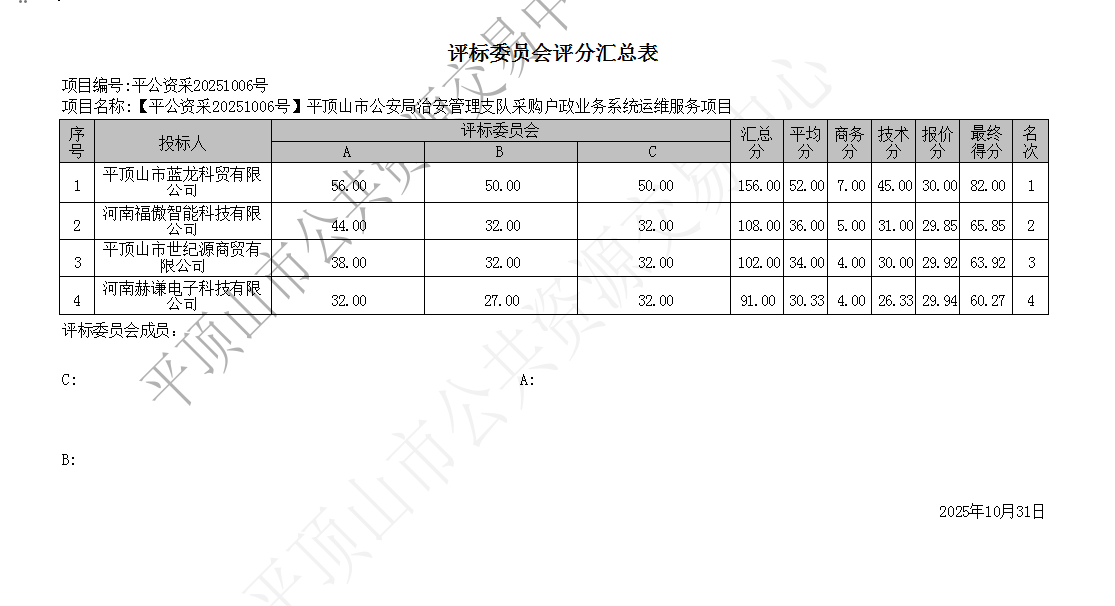 评标委员会评分汇总表
项目编号:平公资采20251006号
项目名称:【平公资采20251006号】平顶山市公安局治安管理支队采购户政业务系统运维服务项目
序号 投标人 评标委员会 汇总分 平均分 商务分 技术分 报价分 最终得分 名次
A B C
1 平顶山市蓝龙科贸有限公司 56.00 50.00 50.00 156.00 52.00 7.00 45.00 30.00 82.00 1
2 河南福傲智能科技有限公司 44.00 32.00 32.00 108.00 36.00 5.00 31.00 29.85 65.85 2
3 平顶山市世纪源商贸有限公司 38.00 32.00 32.00 102.00 34.00 4.00 30.00 29.92 63.92 3
4 河南赫谦电子科技有限公司 32.00 27.00 32.00 91.00 30.33 4.00 26.33 29.94 60.27 4
评标委员会成员:
C: A:
B:
2025年10月31日
平顶山市公共资源交易中
平顶山市公共资源交易中心